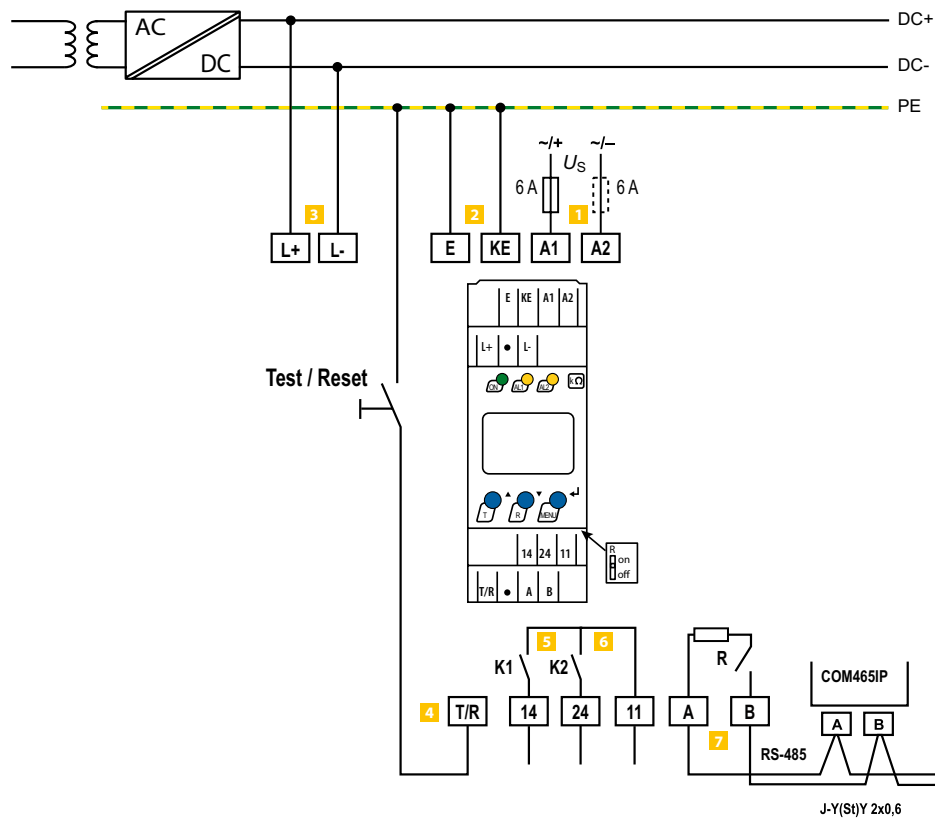 AC
DC
DC+
DC-
PE
~/+
~/–
US
6 A
6 A
3
2
1
L+
L-
E
KE
A1
A2
E KE A1 A2
L+ L-
Test / Reset
ON AL1 AL2 kΩ
T R MENU
14 24 11
R
on
off
T/R A B
5
6
K1
K2
R
COM465IP
4
T/R
14
24
11
A
B
A
B
7
RS-485
J-Y(St)Y 2x0,6